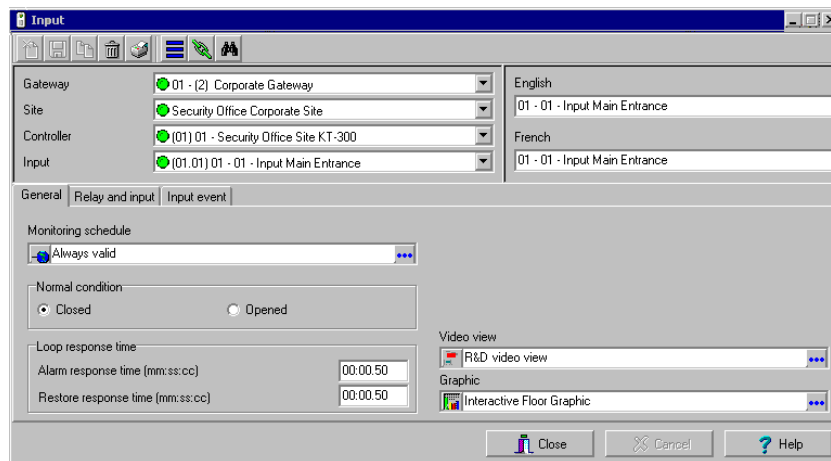 Input
Gateway
01 - (2) Corporate Gateway
Site
Security Office Corporate Site
Controller
(01) 01 - Security Office Site KT-300
Input
(01.01) 01 - 01 - Input Main Entrance
English
01 - 01 - Input Main Entrance
French
01 - 01 - Input Main Entrance
General
Relay and input
Input event
Monitoring schedule
Always valid
Normal condition
Closed
Opened
Loop response time
Alarm response time (mm:ss:cc)
00:00.50
Restore response time (mm:ss:cc)
00:00.50
Video view
R&D video view
Graphic
Interactive Floor Graphic
Close
Cancel
Help